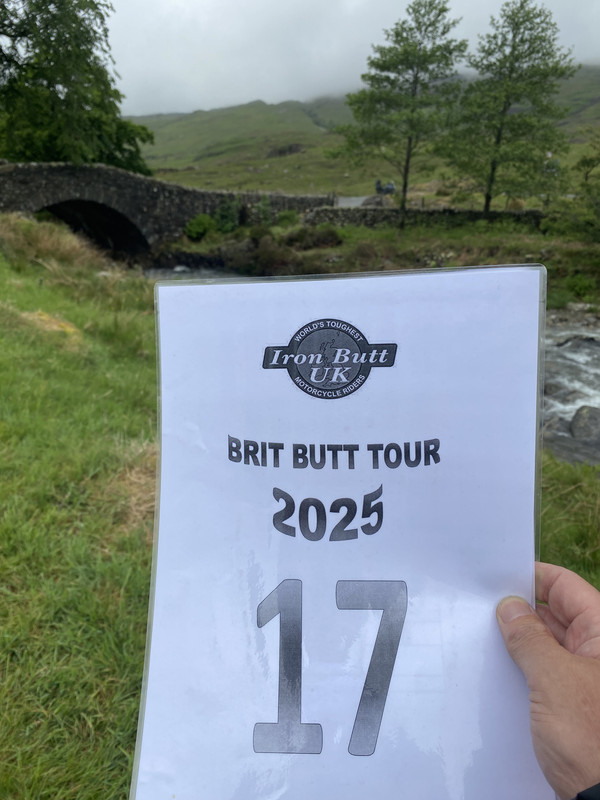 WORLD'S TOUGHEST
Iron Butt
UK
MOTORCYCLE RIDERS
BRIT BUTT TOUR
2025
17